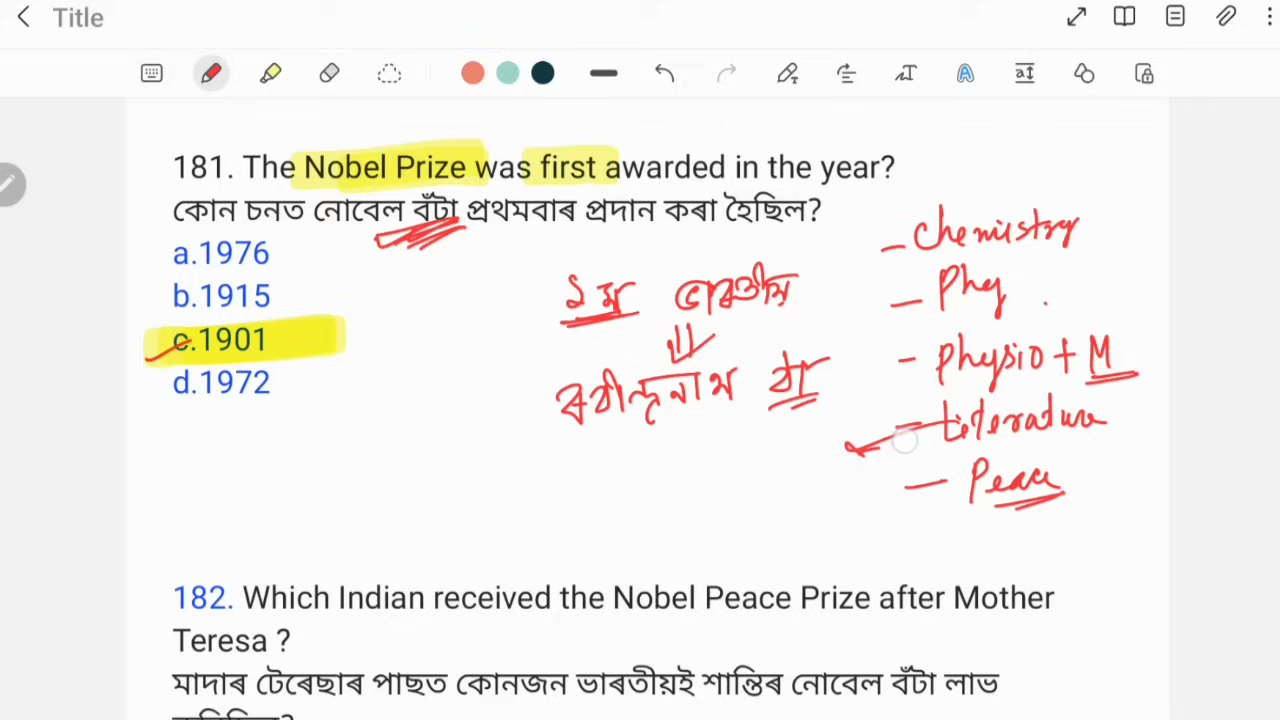 Title
181. The Nobel Prize was first awarded in the year?
কোন চনত নোবেল বঁটা প্ৰথমবাৰ প্ৰদান কৰা হৈছিল?
a.1976
b.1915
c.1901
d.1972
১ম ভাৰতীয়
ৰবীন্দ্ৰনাথ ঠা
- chemistry
- Phy
- physio + M
- Literature
- Peace
182. Which Indian received the Nobel Peace Prize after Mother
Teresa ?
মাদাৰ টেৰেছাৰ পাছত কোনজন ভাৰতীয়ই শান্তিৰ নোবেল বঁটা লাভ